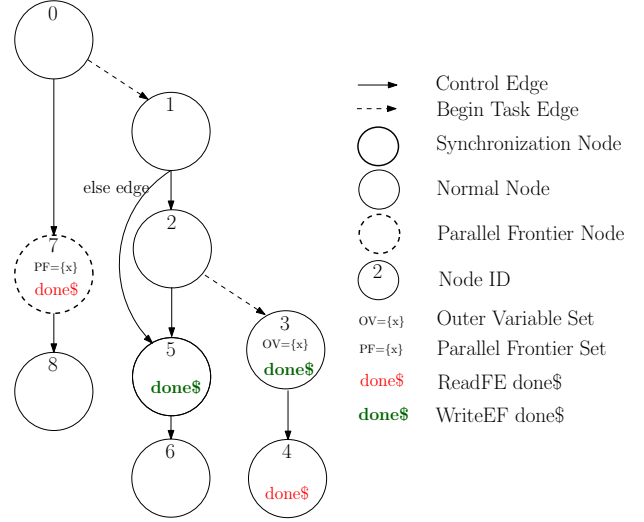 0
1
else edge
2
7
PF={x}
done$
3
OV={x}
done$
5
done$
8
6
4
done$
Control Edge
Begin Task Edge
Synchronization Node
Normal Node
Parallel Frontier Node
2 Node ID
OV={x} Outer Variable Set
PF={x} Parallel Frontier Set
done$ ReadFE done$
done$ WriteEF done$